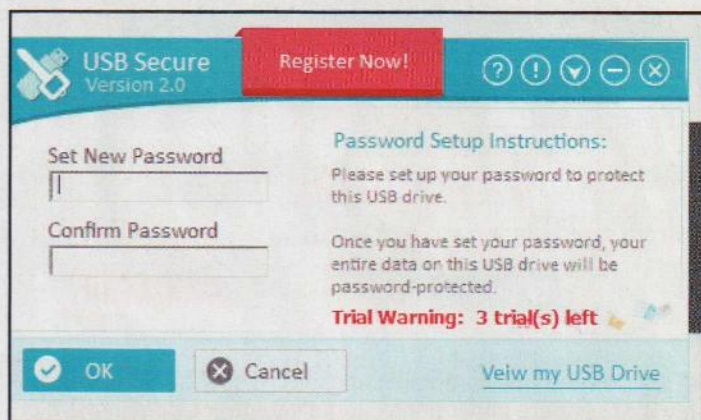 USB Secure
Version 2.0
Register Now!
Set New Password
Confirm Password
Password Setup Instructions:
Please set up your password to protect
this USB drive.
Once you have set your password, your
entire data on this USB drive will be
password-protected.
Trial Warning: 3 trial(s) left
OK
Cancel
Veiw my USB Drive